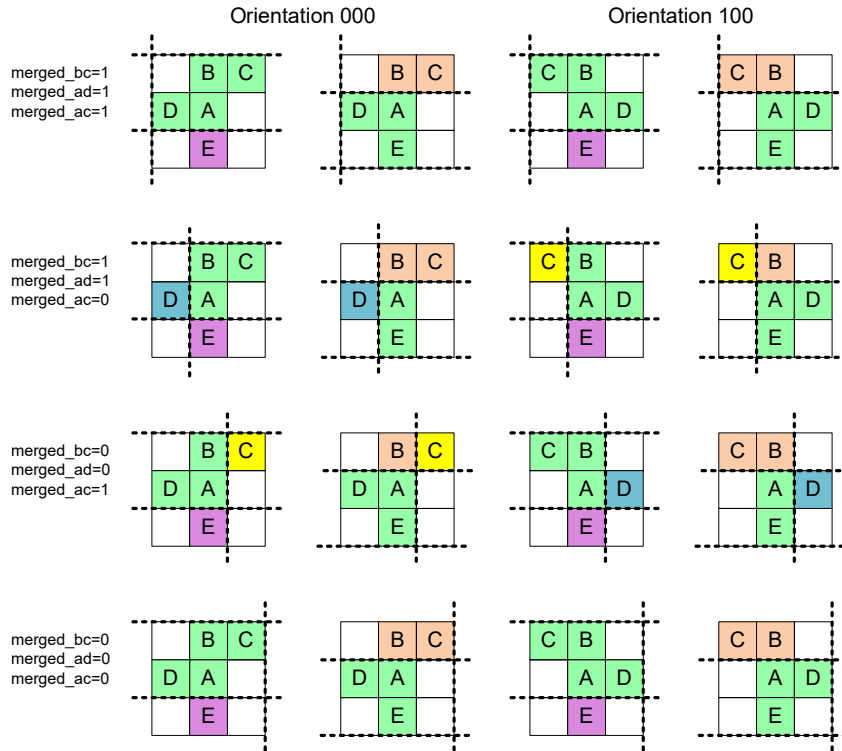 Orientation 000 Orientation 100
merged_bc=1
merged_ad=1
merged_ac=1
B C B C C B C B
D A D A A D A D
E E E E
merged_bc=1
merged_ad=1
merged_ac=0
B C B C C B C B
D A D A A D A D
E E E E
merged_bc=0
merged_ad=0
merged_ac=1
B C B C C B C B
D A D A A D A D
E E E E
merged_bc=0
merged_ad=0
merged_ac=0
B C B C C B C B
D A D A A D A D
E E E E